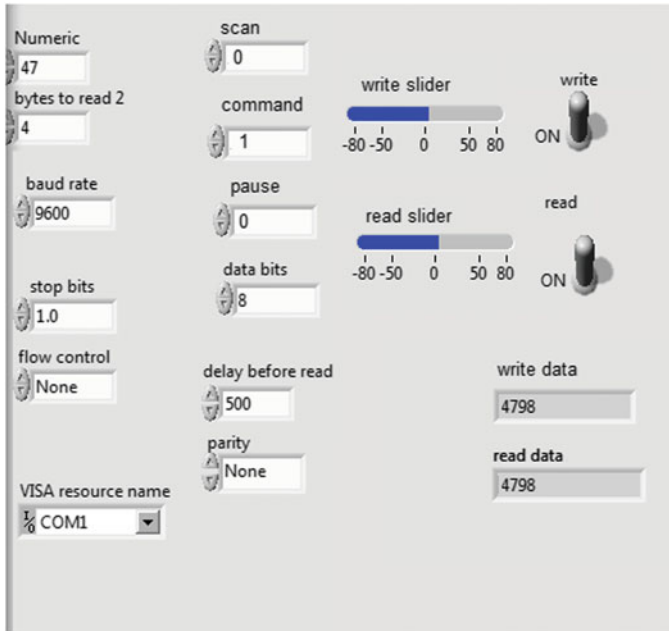 Numeric
47
bytes to read 2
4
baud rate
9600
stop bits
1.0
flow control
None
VISA resource name
I/O COM1
scan
0
command
1
pause
0
data bits
8
delay before read
500
parity
None
write slider
-80 -50 0 50 80
read slider
-80 -50 0 50 80
write
ON
read
ON
write data
4798
read data
4798